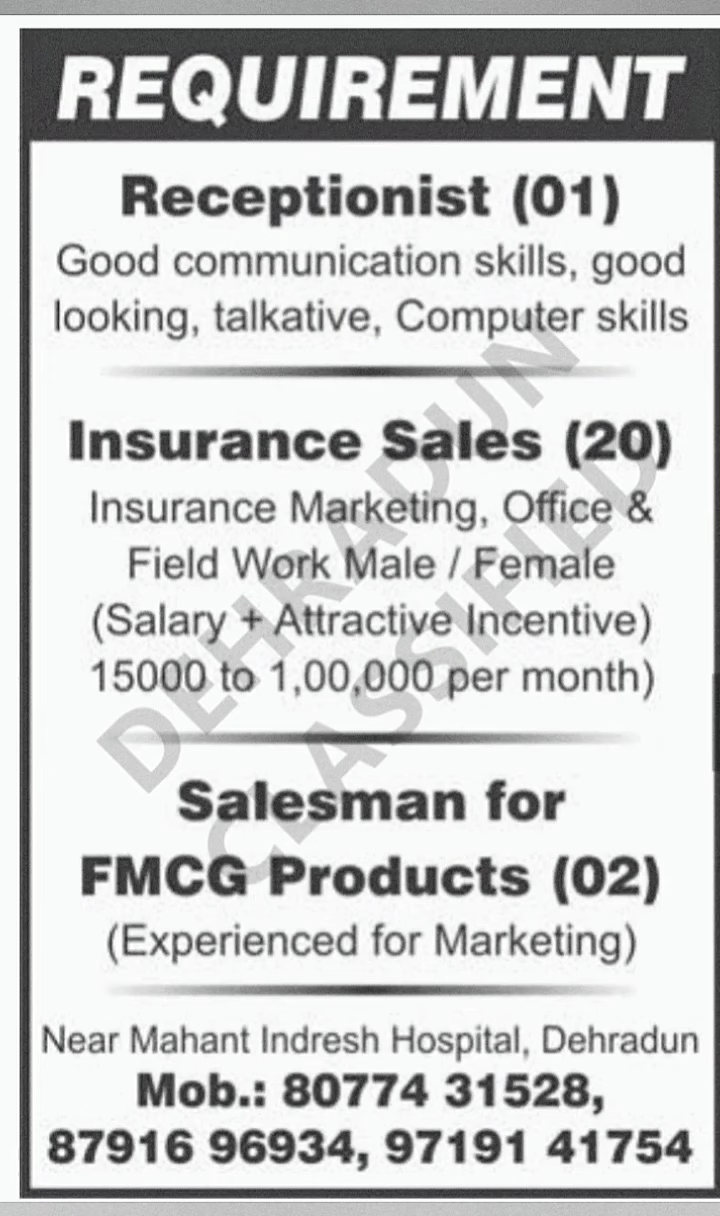 REQUIREMENT
Receptionist (01)
Good communication skills, good
looking, talkative, Computer skills
Insurance Sales (20)
Insurance Marketing, Office &
Field Work Male / Female
(Salary + Attractive Incentive)
15000 to 1,00,000 per month)
Salesman for
FMCG Products (02)
(Experienced for Marketing)
Near Mahant Indresh Hospital, Dehradun
Mob.: 80774 31528,
87916 96934, 97191 41754
DEHRADUN
CLASSIFIED